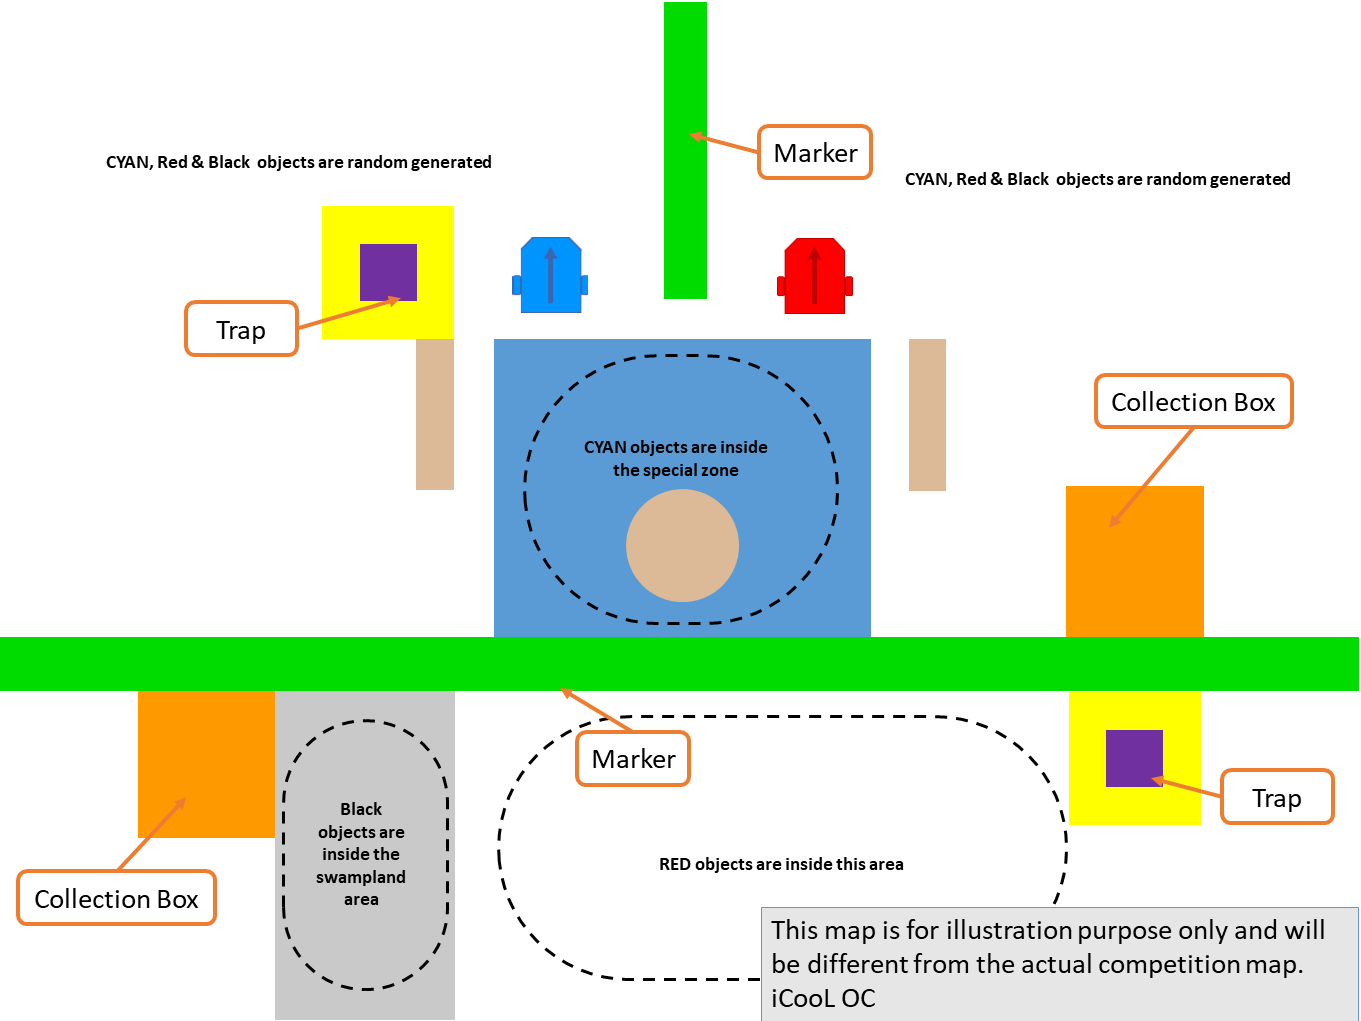 Marker
CYAN, Red & Black objects are random generated
CYAN, Red & Black objects are random generated
Trap
Collection Box
CYAN objects are inside
the special zone
Marker
Trap
Black
objects are
inside the
swampland
area
RED objects are inside this area
Collection Box
This map is for illustration purpose only and will
be different from the actual competition map.
iCooL OC